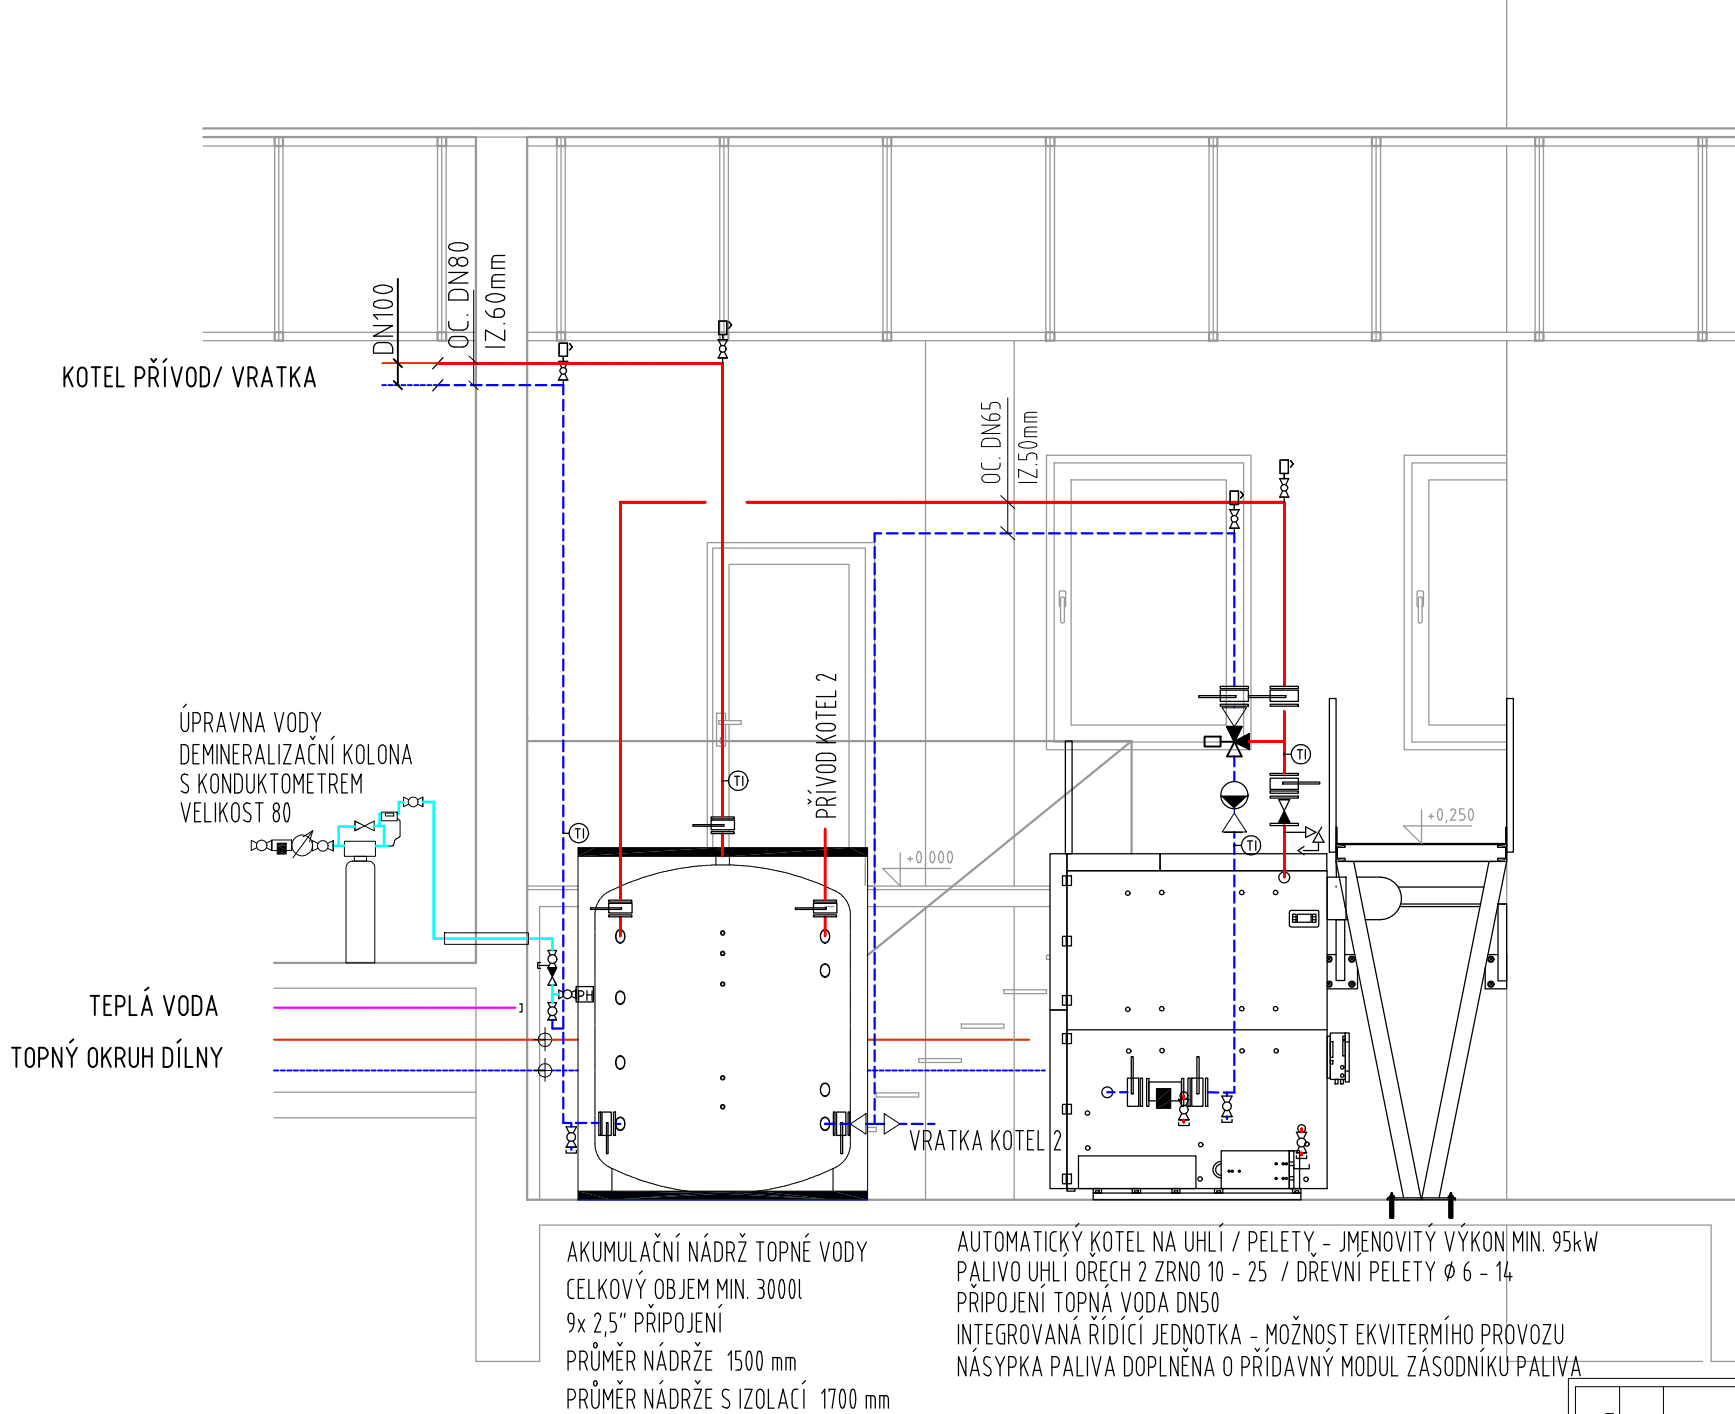 DN100
OC. DN80
IZ.60mm
KOTEL PŘÍVOD/ VRATKA
OC. DN65
IZ.50mm
ÚPRAVNA VODY
DEMINERALIZAČNÍ KOLONA
S KONDUKTOMETREM
VELIKOST 80
PŘÍVOD KOTEL 2
TI
TI
TI
TI
+0,250
+0,000
PH
TEPLÁ VODA
TOPNÝ OKRUH DÍLNY
VRATKA KOTEL 2
AKUMULAČNÍ NÁDRŽ TOPNÉ VODY
CELKOVÝ OBJEM MIN. 3000l
9x 2,5" PŘIPOJENÍ
PRŮMĚR NÁDRŽE 1500 mm
PRŮMĚR NÁDRŽE S IZOLACÍ 1700 mm
AUTOMATICKÝ KOTEL NA UHLÍ / PELETY - JMENOVITÝ VÝKON MIN. 95kW
PALIVO UHLÍ OŘECH 2 ZRNO 10 - 25 / DŘEVNÍ PELETY Ø 6 - 14
PŘIPOJENÍ TOPNÁ VODA DN50
INTEGROVANÁ ŘÍDÍCÍ JEDNOTKA - MOŽNOST EKVITERMÍHO PROVOZU
NÁSYPKA PALIVA DOPLNĚNA O PŘÍDAVNÝ MODUL ZÁSODNÍKU PALIVA